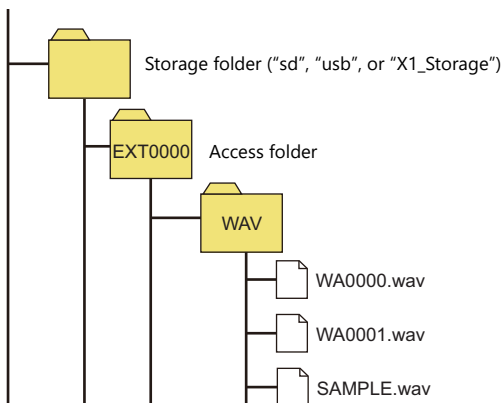 Storage folder (“sd”, “usb”, or “X1_Storage”)
EXT0000 Access folder
WAV
WA0000.wav
WA0001.wav
SAMPLE.wav